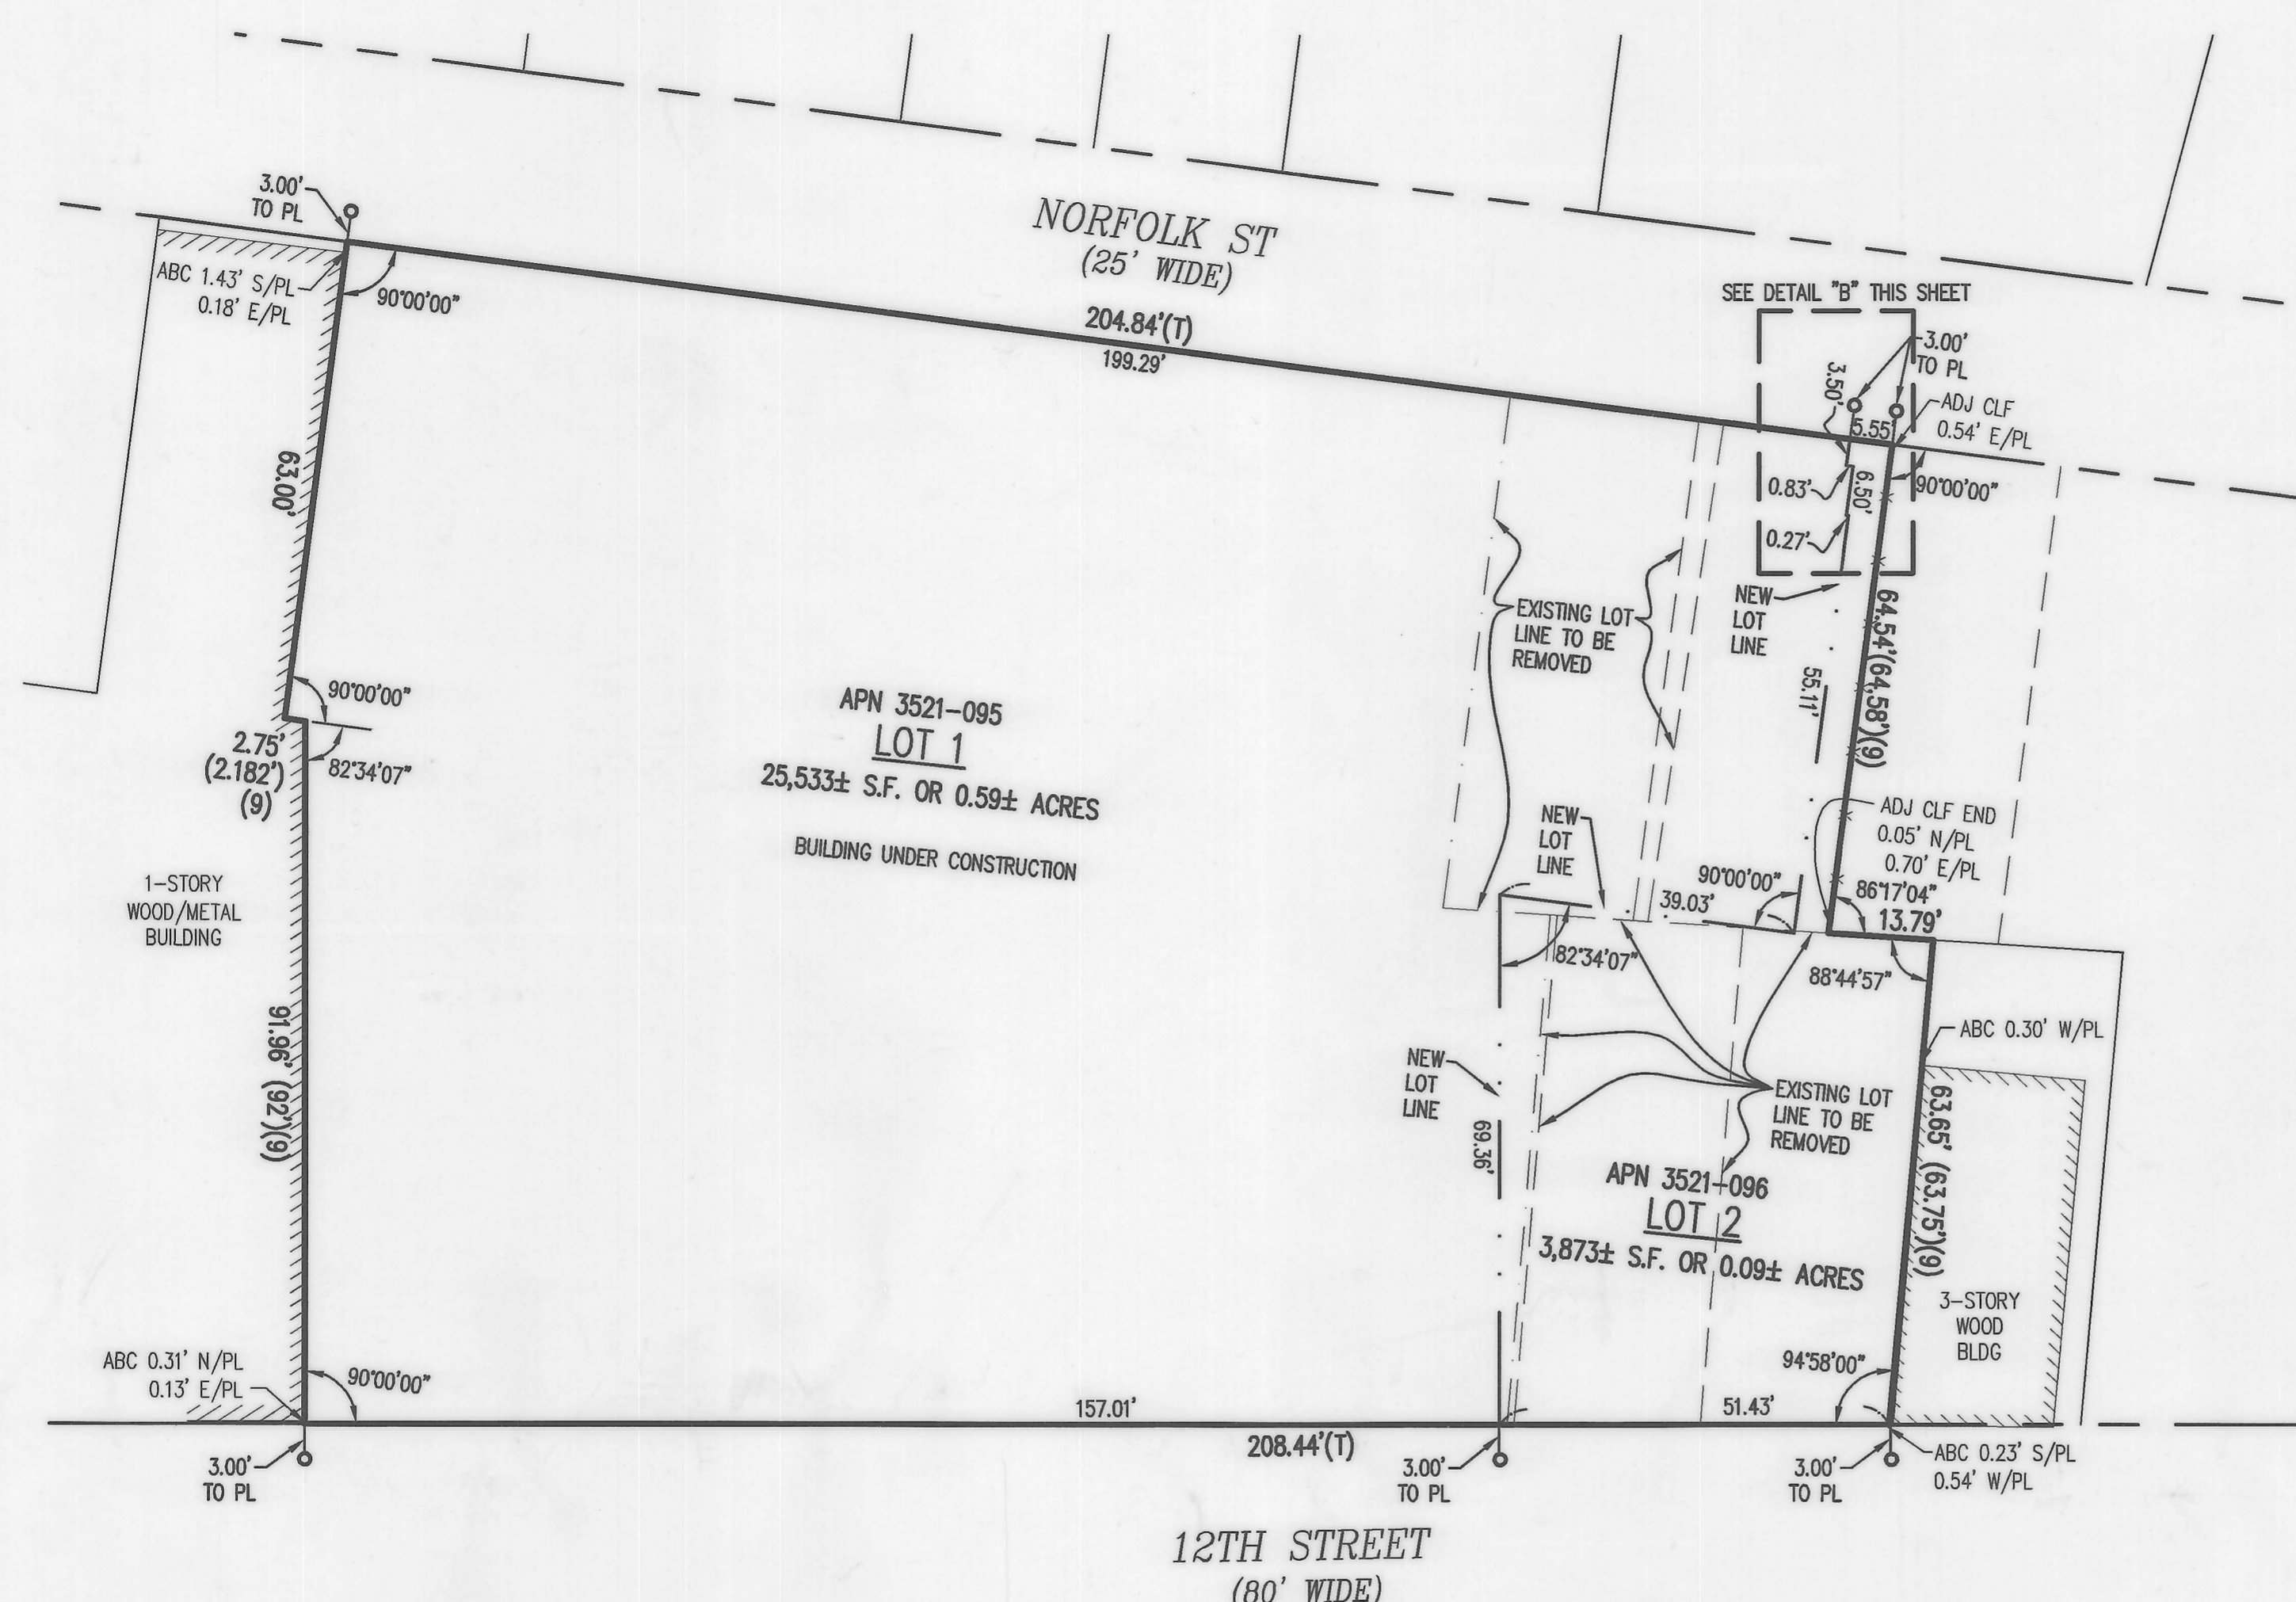 3.00'
TO PL
NORFOLK ST
(25' WIDE)
ABC 1.43' S/PL
0.18' E/PL
90°00'00"
204.84'(T)
199.29'
SEE DETAIL "B" THIS SHEET
3.00'
TO PL
3.50'
ADJ CLF
0.54' E/PL
5.55'
0.83'
6.50'
90°00'00"
0.27'
63.00'
NEW
LOT
LINE
EXISTING LOT
LINE TO BE
REMOVED
64.54'(64.58')(9)
55.11'
90°00'00"
2.75'
(2.182')
(9)
82°34'07"
APN 3521-095
LOT 1
25,533± S.F. OR 0.59± ACRES
BUILDING UNDER CONSTRUCTION
NEW
LOT
LINE
ADJ CLF END
0.05' N/PL
0.70' E/PL
90°00'00"
39.03'
86°17'04"
13.79'
1-STORY
WOOD/METAL
BUILDING
82°34'07"
88°44'57"
91.96' (92')(9)
ABC 0.30' W/PL
NEW
LOT
LINE
EXISTING LOT
LINE TO BE
REMOVED
69.36'
63.65' (63.75')(9)
APN 3521-096
LOT 2
3,873± S.F. OR 0.09± ACRES
3-STORY
WOOD
BLDG
ABC 0.31' N/PL
0.13' E/PL
90°00'00"
94°58'00"
157.01'
51.43'
208.44'(T)
3.00'
TO PL
3.00'
TO PL
3.00'
TO PL
ABC 0.23' S/PL
0.54' W/PL
12TH STREET
(80' WIDE)